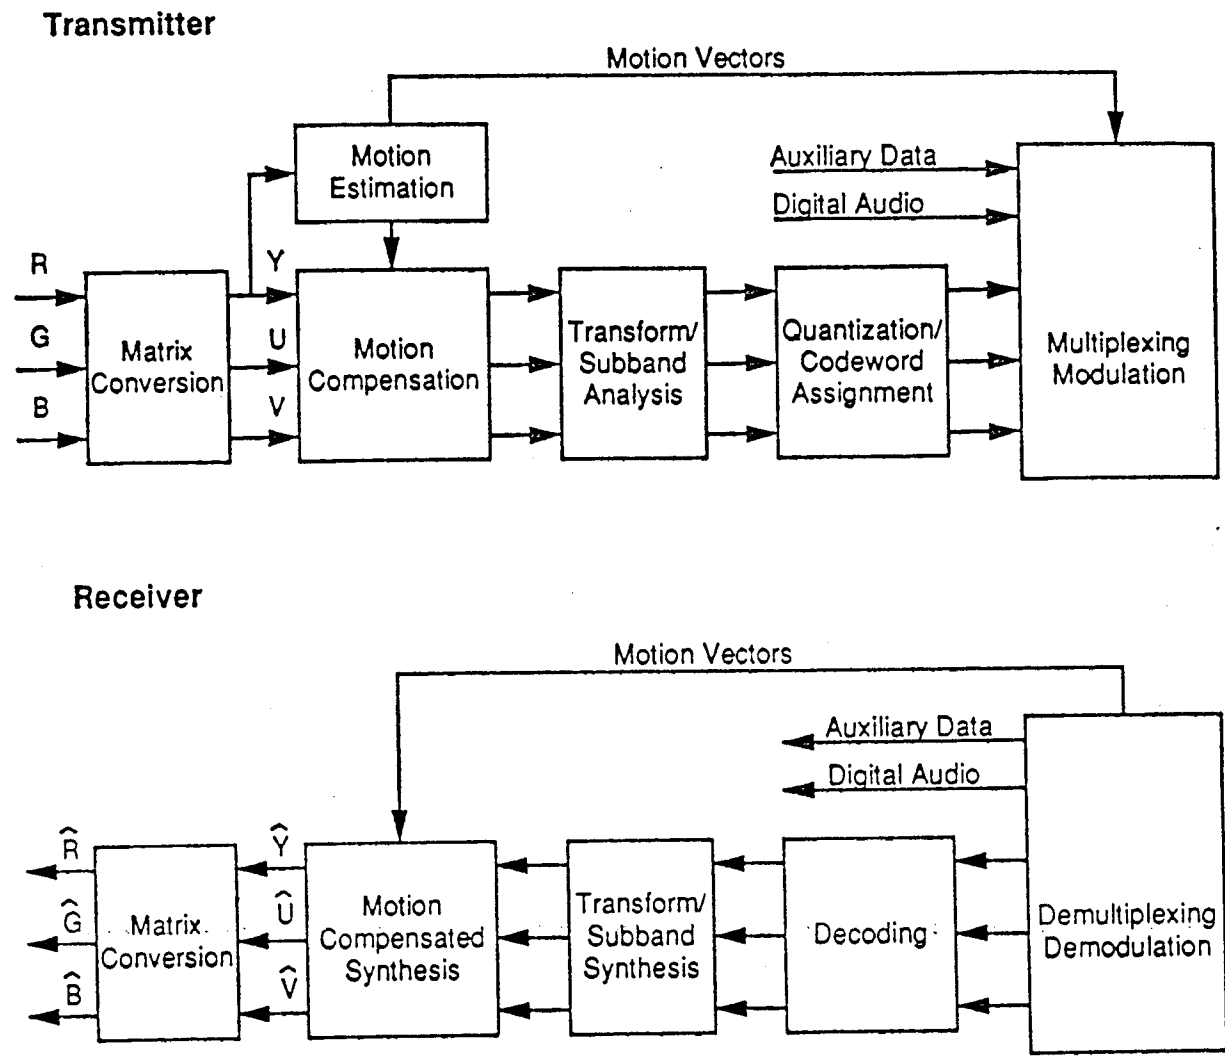 Transmitter
Motion Vectors
Motion
Estimation
Auxiliary Data
Digital Audio
R
G
B
Matrix
Conversion
Y
U
V
Motion
Compensation
Transform/
Subband
Analysis
Quantization/
Codeword
Assignment
Multiplexing
Modulation
Receiver
Motion Vectors
Auxiliary Data
Digital Audio
R̂
Ĝ
B̂
Matrix
Conversion
Ŷ
Û
V̂
Motion
Compensated
Synthesis
Transform/
Subband
Synthesis
Decoding
Demultiplexing
Demodulation